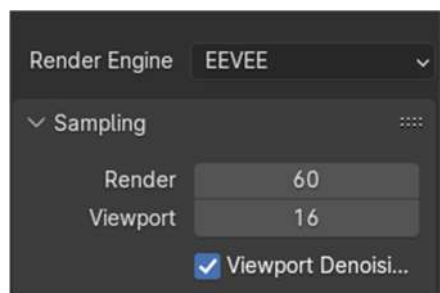 Render Engine EEVEE
Sampling
Render 60
Viewport 16
Viewport Denoisi...